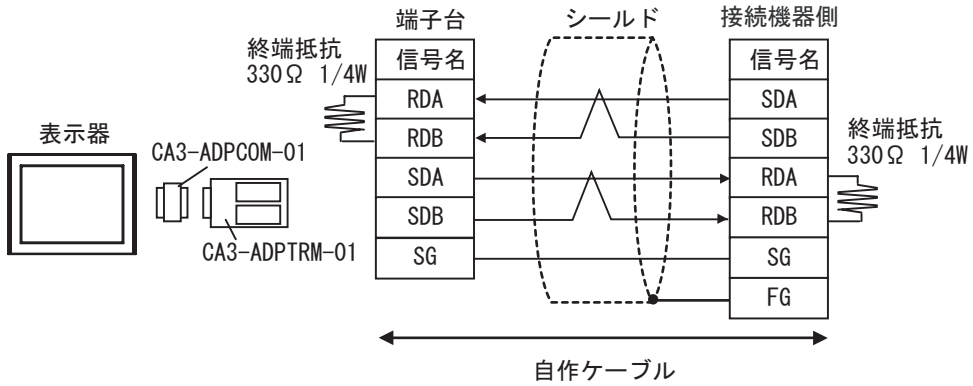 端子台
シールド
接続機器側
終端抵抗
330Ω 1/4W
信号名
RDA
RDB
SDA
SDB
SG
信号名
SDA
SDB
RDA
RDB
SG
FG
終端抵抗
330Ω 1/4W
表示器
CA3-ADPCOM-01
CA3-ADPTRM-01
自作ケーブル